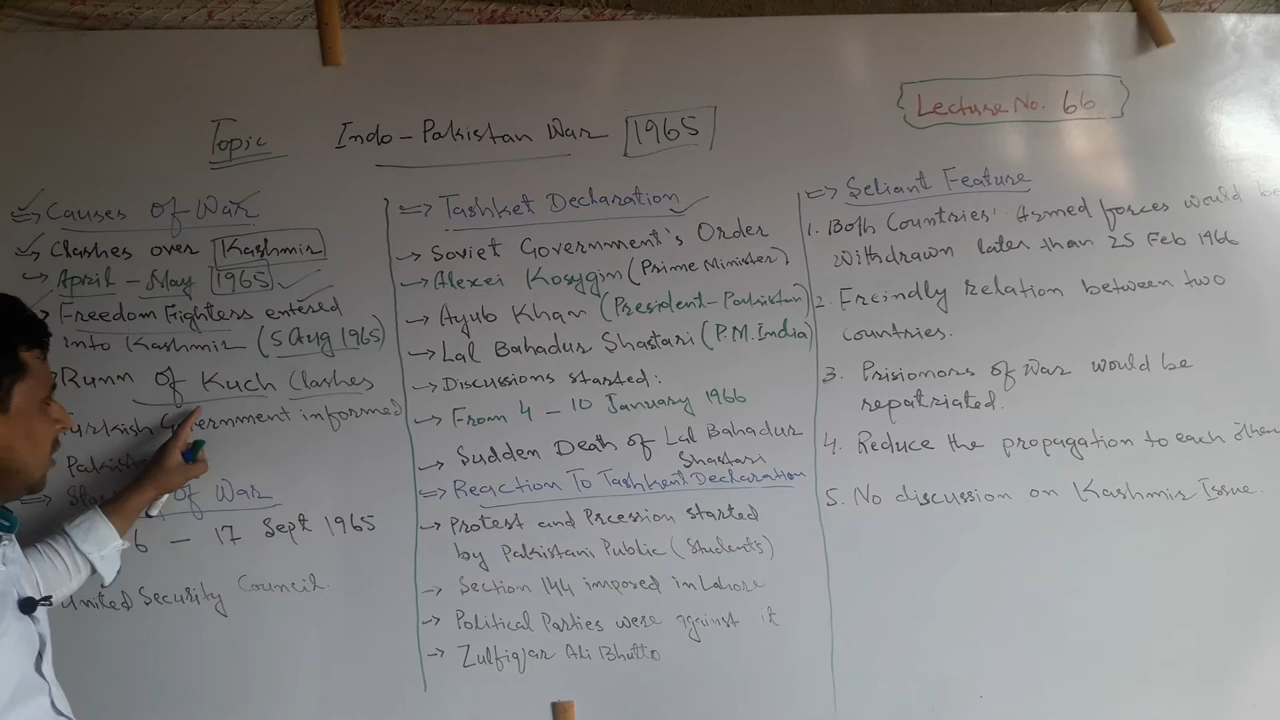 Lecture No. 66
Topic Indo-Pakistan War 1965
⇒ Causes of War
Clashes over Kashmir
→ April - May 1965
Freedom Fighters entered
into Kashmir (5 Aug 1965)
Runn of Kuch Clashes
Government informed
⇒ of War
6 - 17 Sept 1965
United Security Council.
⇒ Tashket Declaration
→ Soviet Government's Order
→ Alexei Kosygin (Prime Minister)
→ Ayub Khan (President-Pakistan)
→ Lal Bahadur Shastari (P.M. India)
→ Discussions started:
→ From 4 - 10 January 1966
→ Sudden Death of Lal Bahadur
Shastari
⇒ Reaction To Tashkent Declaration
→ Protest and Prcession started
by Pakistani Public (Students)
→ Section 144 imposed in Lahore
→ Political Parties were against it
→ Zulfiqar Ali Bhutto
⇒ Seliant Feature
1. Both Countries' Armed forces would
withdrawn later than 25 Feb 1966
2. Freindly relation between two
countries.
3. Prisionors of War would be
repatriated.
4. Reduce the propagation to each other
5. No discussion on Kashmir Issue.